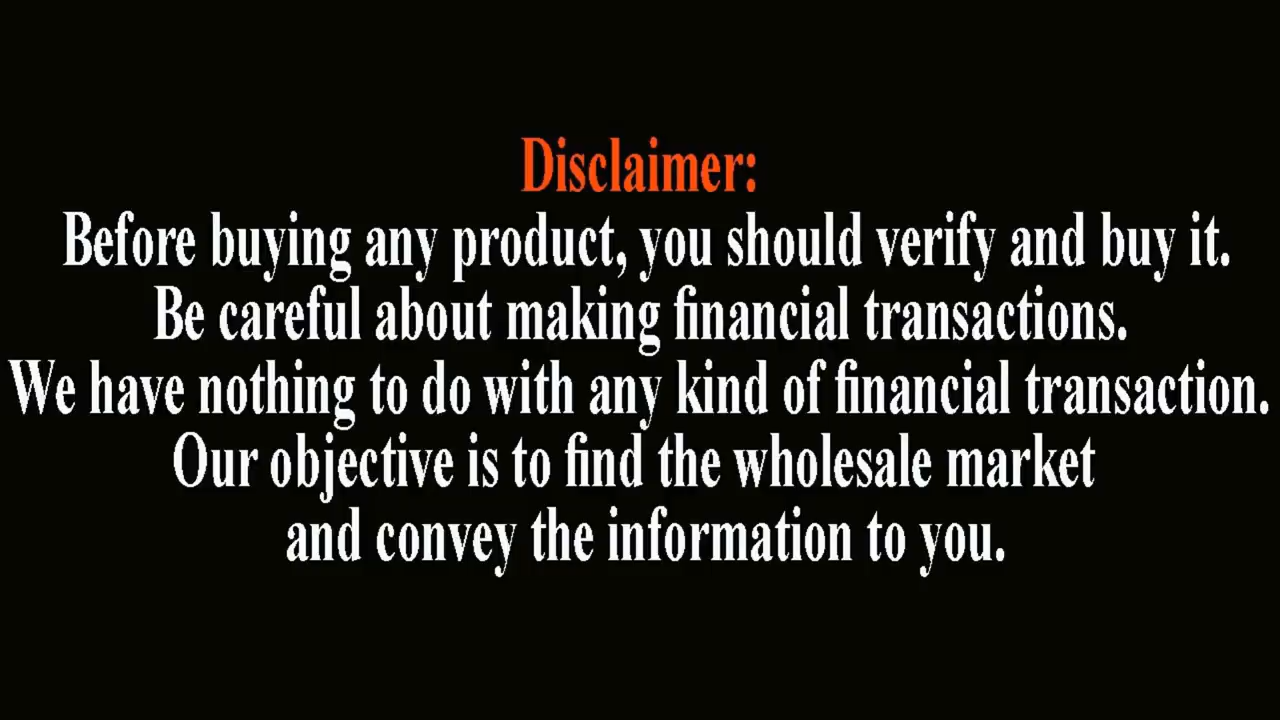 Disclaimer:
Before buying any product, you should verify and buy it.
Be careful about making financial transactions.
We have nothing to do with any kind of financial transaction.
Our objective is to find the wholesale market
and convey the information to you.